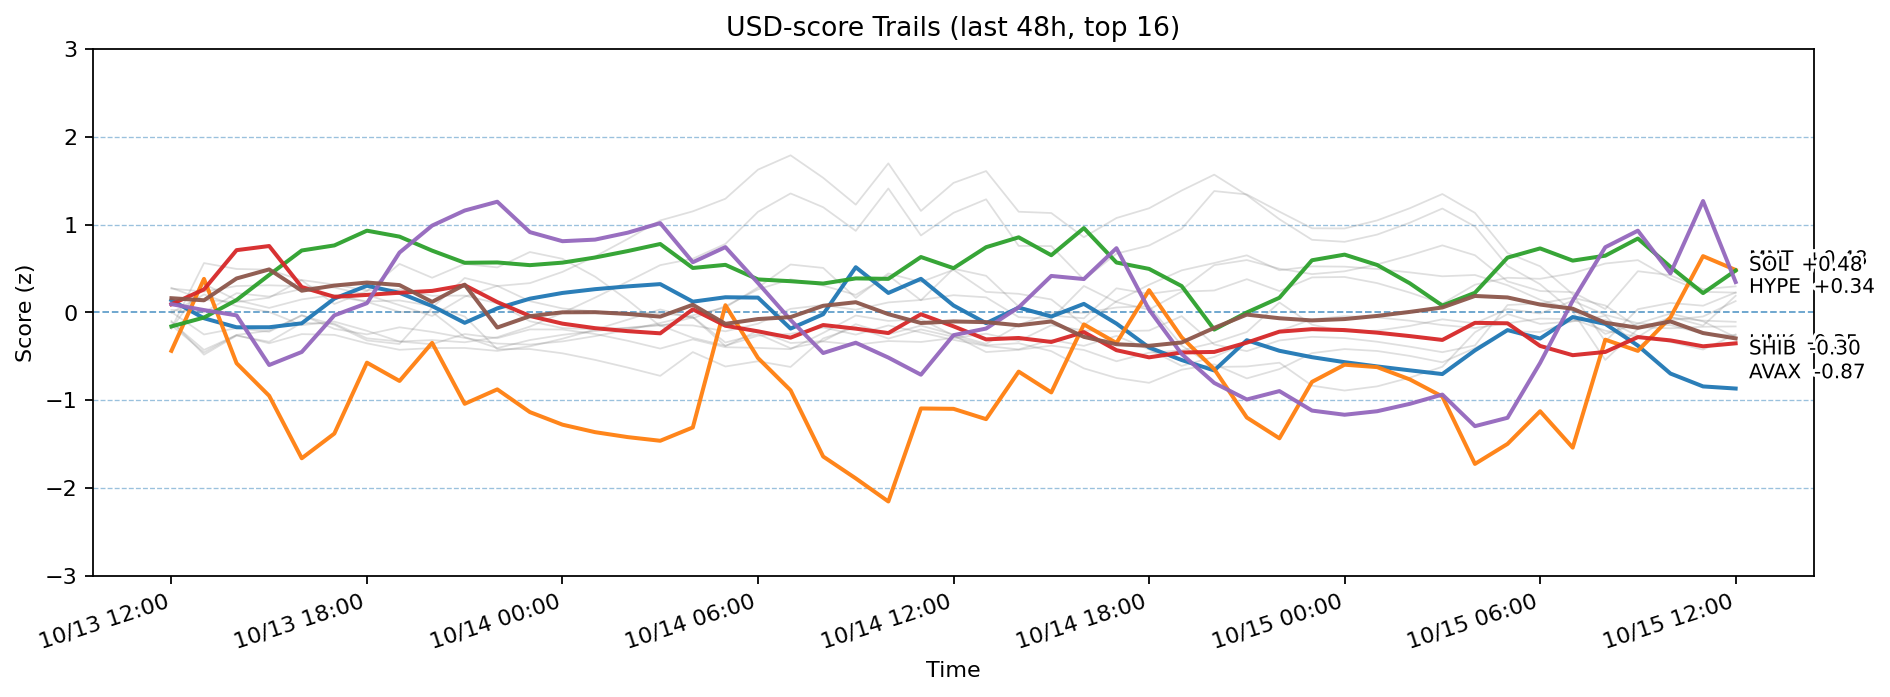 USD-score Trails (last 48h, top 16)
Score (z)
3
2
1
0
−1
−2
−3
SOL +0.48
HYPE +0.34
SHIB -0.30
AVAX -0.87
10/13 12:00
10/13 18:00
10/14 00:00
10/14 06:00
10/14 12:00
10/14 18:00
10/15 00:00
10/15 06:00
10/15 12:00
Time